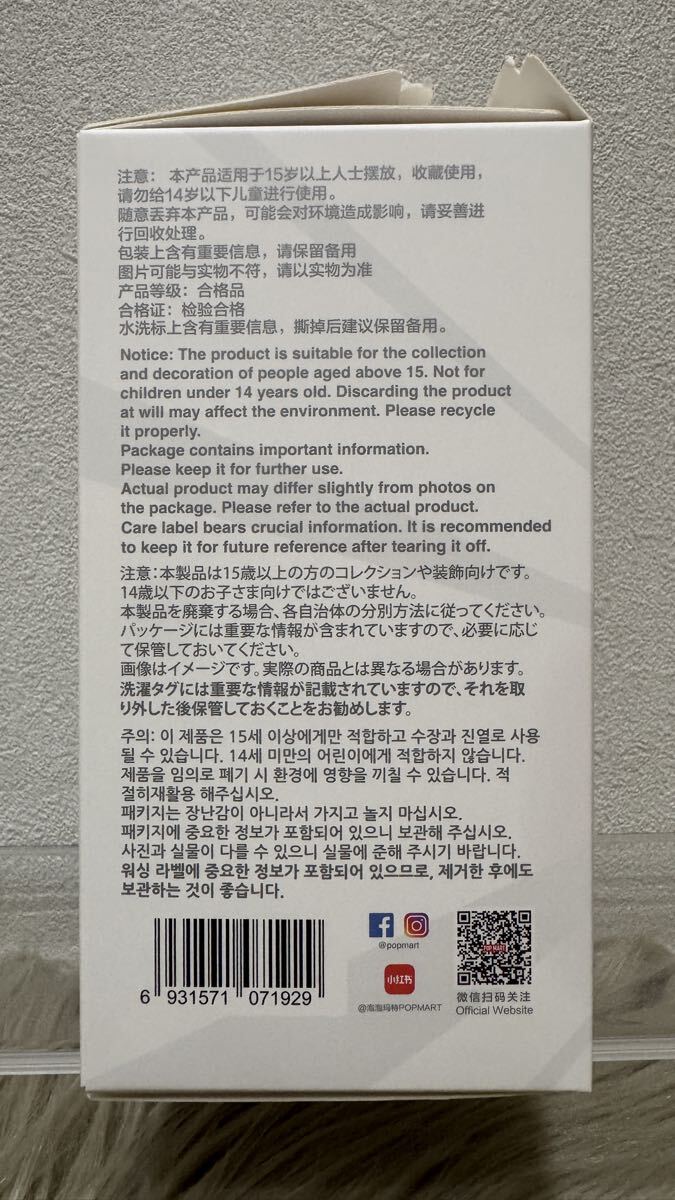 注意：本产品适用于15岁以上人士摆放，收藏使用，
请勿给14岁以下儿童进行使用。
随意丢弃本产品，可能会对环境造成影响，请妥善进
行回收处理。
包装上含有重要信息，请保留备用
图片可能与实物不符，请以实物为准
产品等级：合格品
合格证：检验合格
水洗标上含有重要信息，撕掉后建议保留备用。
Notice: The product is suitable for the collection
and decoration of people aged above 15. Not for
children under 14 years old. Discarding the product
at will may affect the environment. Please recycle
it properly.
Package contains important information.
Please keep it for further use.
Actual product may differ slightly from photos on
the package. Please refer to the actual product.
Care label bears crucial information. It is recommended
to keep it for future reference after tearing it off.
注意：本製品は15歳以上の方のコレクションや装飾向けです。
14歳以下のお子さま向けではございません。
本製品を廃棄する場合、各自治体の分別方法に従ってください。
パッケージには重要な情報が含まれていますので、必要に応じ
て保管しておいてください。
画像はイメージです。実際の商品とは異なる場合があります。
洗濯タグには重要な情報が記載されていますので、それを取
り外した後保管しておくことをお勧めします。
주의: 이 제품은 15세 이상에게만 적합하고 수장과 진열로 사용
될 수 있습니다. 14세 미만의 어린이에게 적합하지 않습니다.
제품을 임의로 폐기 시 환경에 영향을 끼칠 수 있습니다. 적
절히재활용 해주십시오.
패키지는 장난감이 아니라서 가지고 놀지 마십시오.
패키지에 중요한 정보가 포함되어 있으니 보관해 주십시오.
사진과 실물이 다를 수 있으니 실물에 준해 주시기 바랍니다.
워싱 라벨에 중요한 정보가 포함되어 있으므로, 제거한 후에도
보관하는 것이 좋습니다.
6 931571 071929
@popmart
小红书
@泡泡玛特POPMART
POP MART
微信扫码关注
Official Website